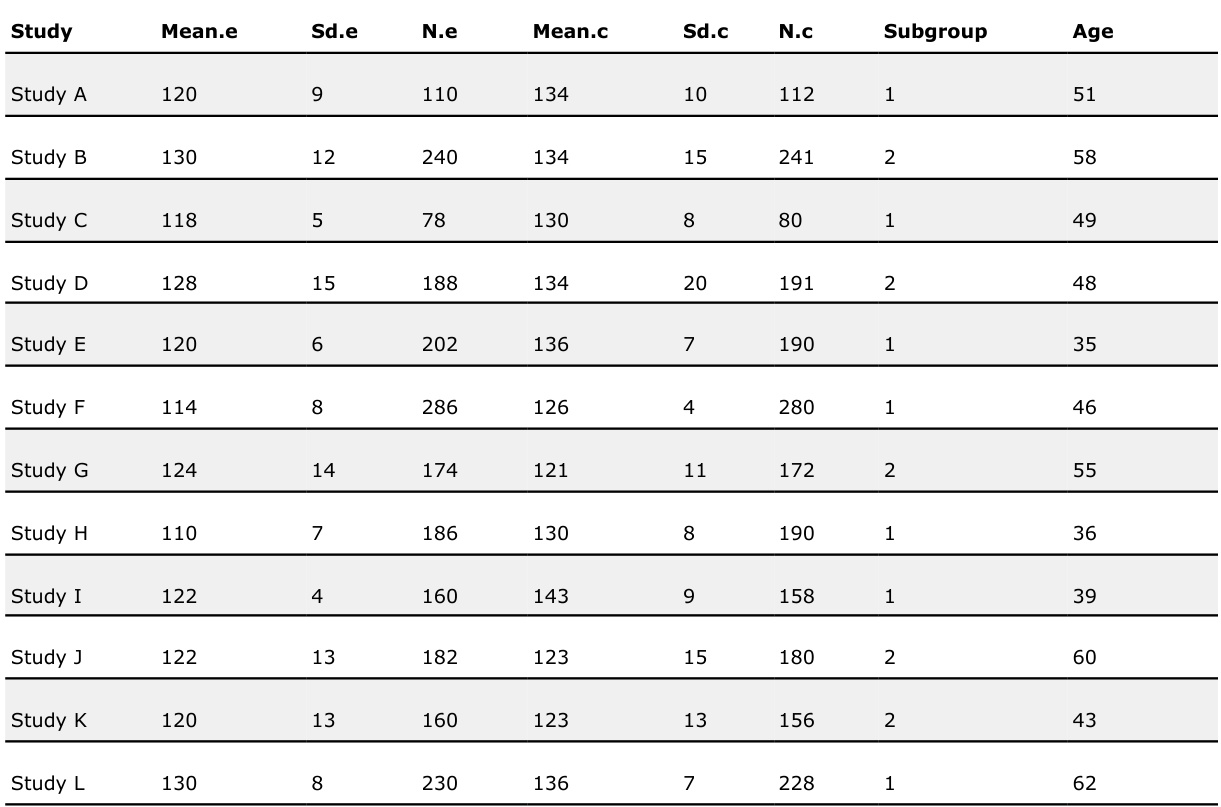 Study Mean.e Sd.e N.e Mean.c Sd.c N.c Subgroup Age
Study A 120 9 110 134 10 112 1 51
Study B 130 12 240 134 15 241 2 58
Study C 118 5 78 130 8 80 1 49
Study D 128 15 188 134 20 191 2 48
Study E 120 6 202 136 7 190 1 35
Study F 114 8 286 126 4 280 1 46
Study G 124 14 174 121 11 172 2 55
Study H 110 7 186 130 8 190 1 36
Study I 122 4 160 143 9 158 1 39
Study J 122 13 182 123 15 180 2 60
Study K 120 13 160 123 13 156 2 43
Study L 130 8 230 136 7 228 1 62